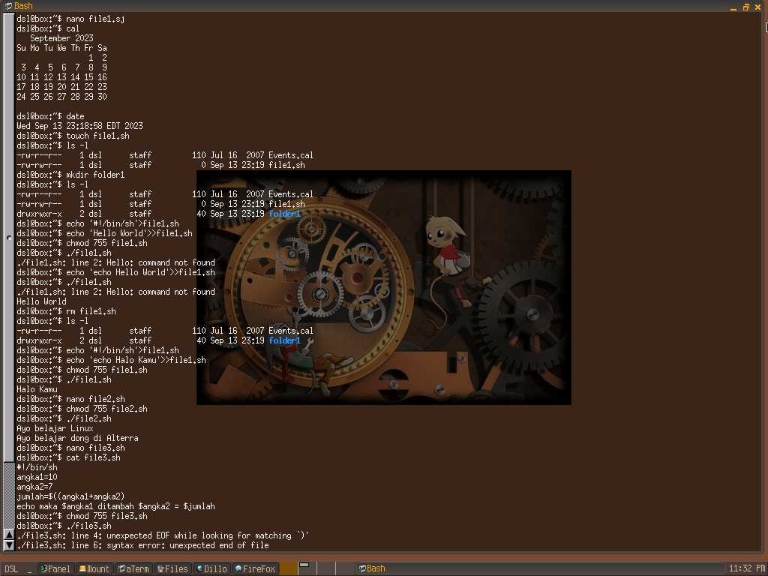 Bash
dsl@box:~$ nano file1.sj
dsl@box:~$ cal
September 2023
Su Mo Tu We Th Fr Sa
1 2
3 4 5 6 7 8 9
10 11 12 13 14 15 16
17 18 19 20 21 22 23
24 25 26 27 28 29 30
dsl@box:~$ date
Wed Sep 13 23:18:58 EDT 2023
dsl@box:~$ touch file1.sh
dsl@box:~$ ls -l
-rw-r--r-- 1 dsl staff 110 Jul 16 2007 Events.cal
-rw-r--r-- 1 dsl staff 0 Sep 13 23:19 file1.sh
dsl@box:~$ mkdir folder1
dsl@box:~$ ls -l
-rw-r--r-- 1 dsl staff 110 Jul 16 2007 Events.cal
-rw-r--r-- 1 dsl staff 0 Sep 13 23:19 file1.sh
drwxrwxr-x 2 dsl staff 40 Sep 13 23:19 folder1
dsl@box:~$ echo '#!/bin/sh'>file1.sh
dsl@box:~$ echo 'Hello World'>>file1.sh
dsl@box:~$ chmod 755 file1.sh
dsl@box:~$ ./file1.sh
./file1.sh: line 2: Hello: command not found
dsl@box:~$ echo 'echo Hello World'>>file1.sh
dsl@box:~$ ./file1.sh
./file1.sh: line 2: Hello: command not found
Hello World
dsl@box:~$ rm file1.sh
dsl@box:~$ ls -l
-rw-r--r-- 1 dsl staff 110 Jul 16 2007 Events.cal
drwxrwxr-x 2 dsl staff 40 Sep 13 23:19 folder1
dsl@box:~$ echo '#!/bin/sh'>file1.sh
dsl@box:~$ echo 'echo Halo Kamu'>>file1.sh
dsl@box:~$ chmod 755 file1.sh
dsl@box:~$ ./file1.sh
Halo Kamu
dsl@box:~$ nano file2.sh
dsl@box:~$ chmod 755 file2.sh
dsl@box:~$ ./file2.sh
Ayo belajar Linux
Ayo belajar dong di Alterra
dsl@box:~$ nano file3.sh
dsl@box:~$ cat file3.sh
#!/bin/sh
angka1=10
angka2=7
jumlah=$((angka1+angka2)
echo maka $angka1 ditambah $angka2 = $jumlah
dsl@box:~$ chmod 755 file3.sh
dsl@box:~$ ./file3.sh
./file3.sh: line 4: unexpected EOF while looking for matching `)'
./file3.sh: line 6: syntax error: unexpected end of file
DSL _ Panel Mount aTerm Files Dillo FireFox Bash 11:32 PM